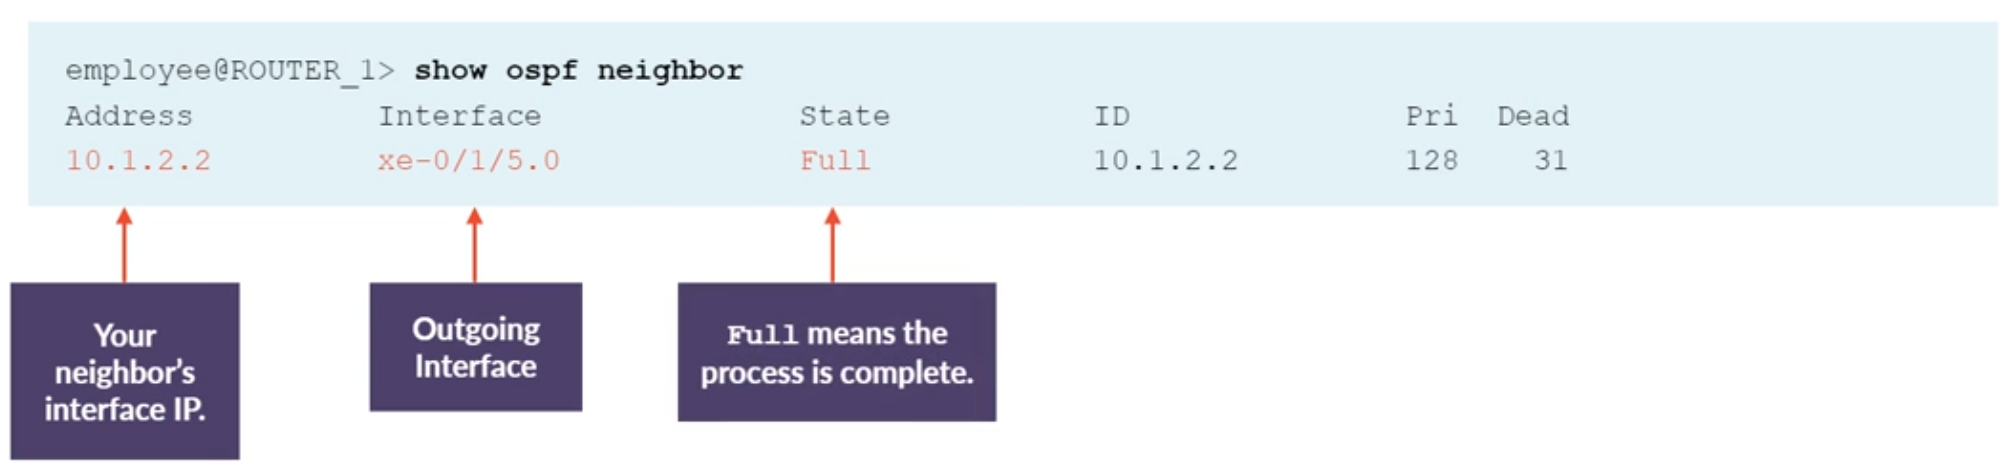 employee@ROUTER_1> show ospf neighbor
Address Interface State ID Pri Dead
10.1.2.2 xe-0/1/5.0 Full 10.1.2.2 128 31
Your
neighbor’s
interface IP.
Outgoing
Interface
Full means the
process is complete.